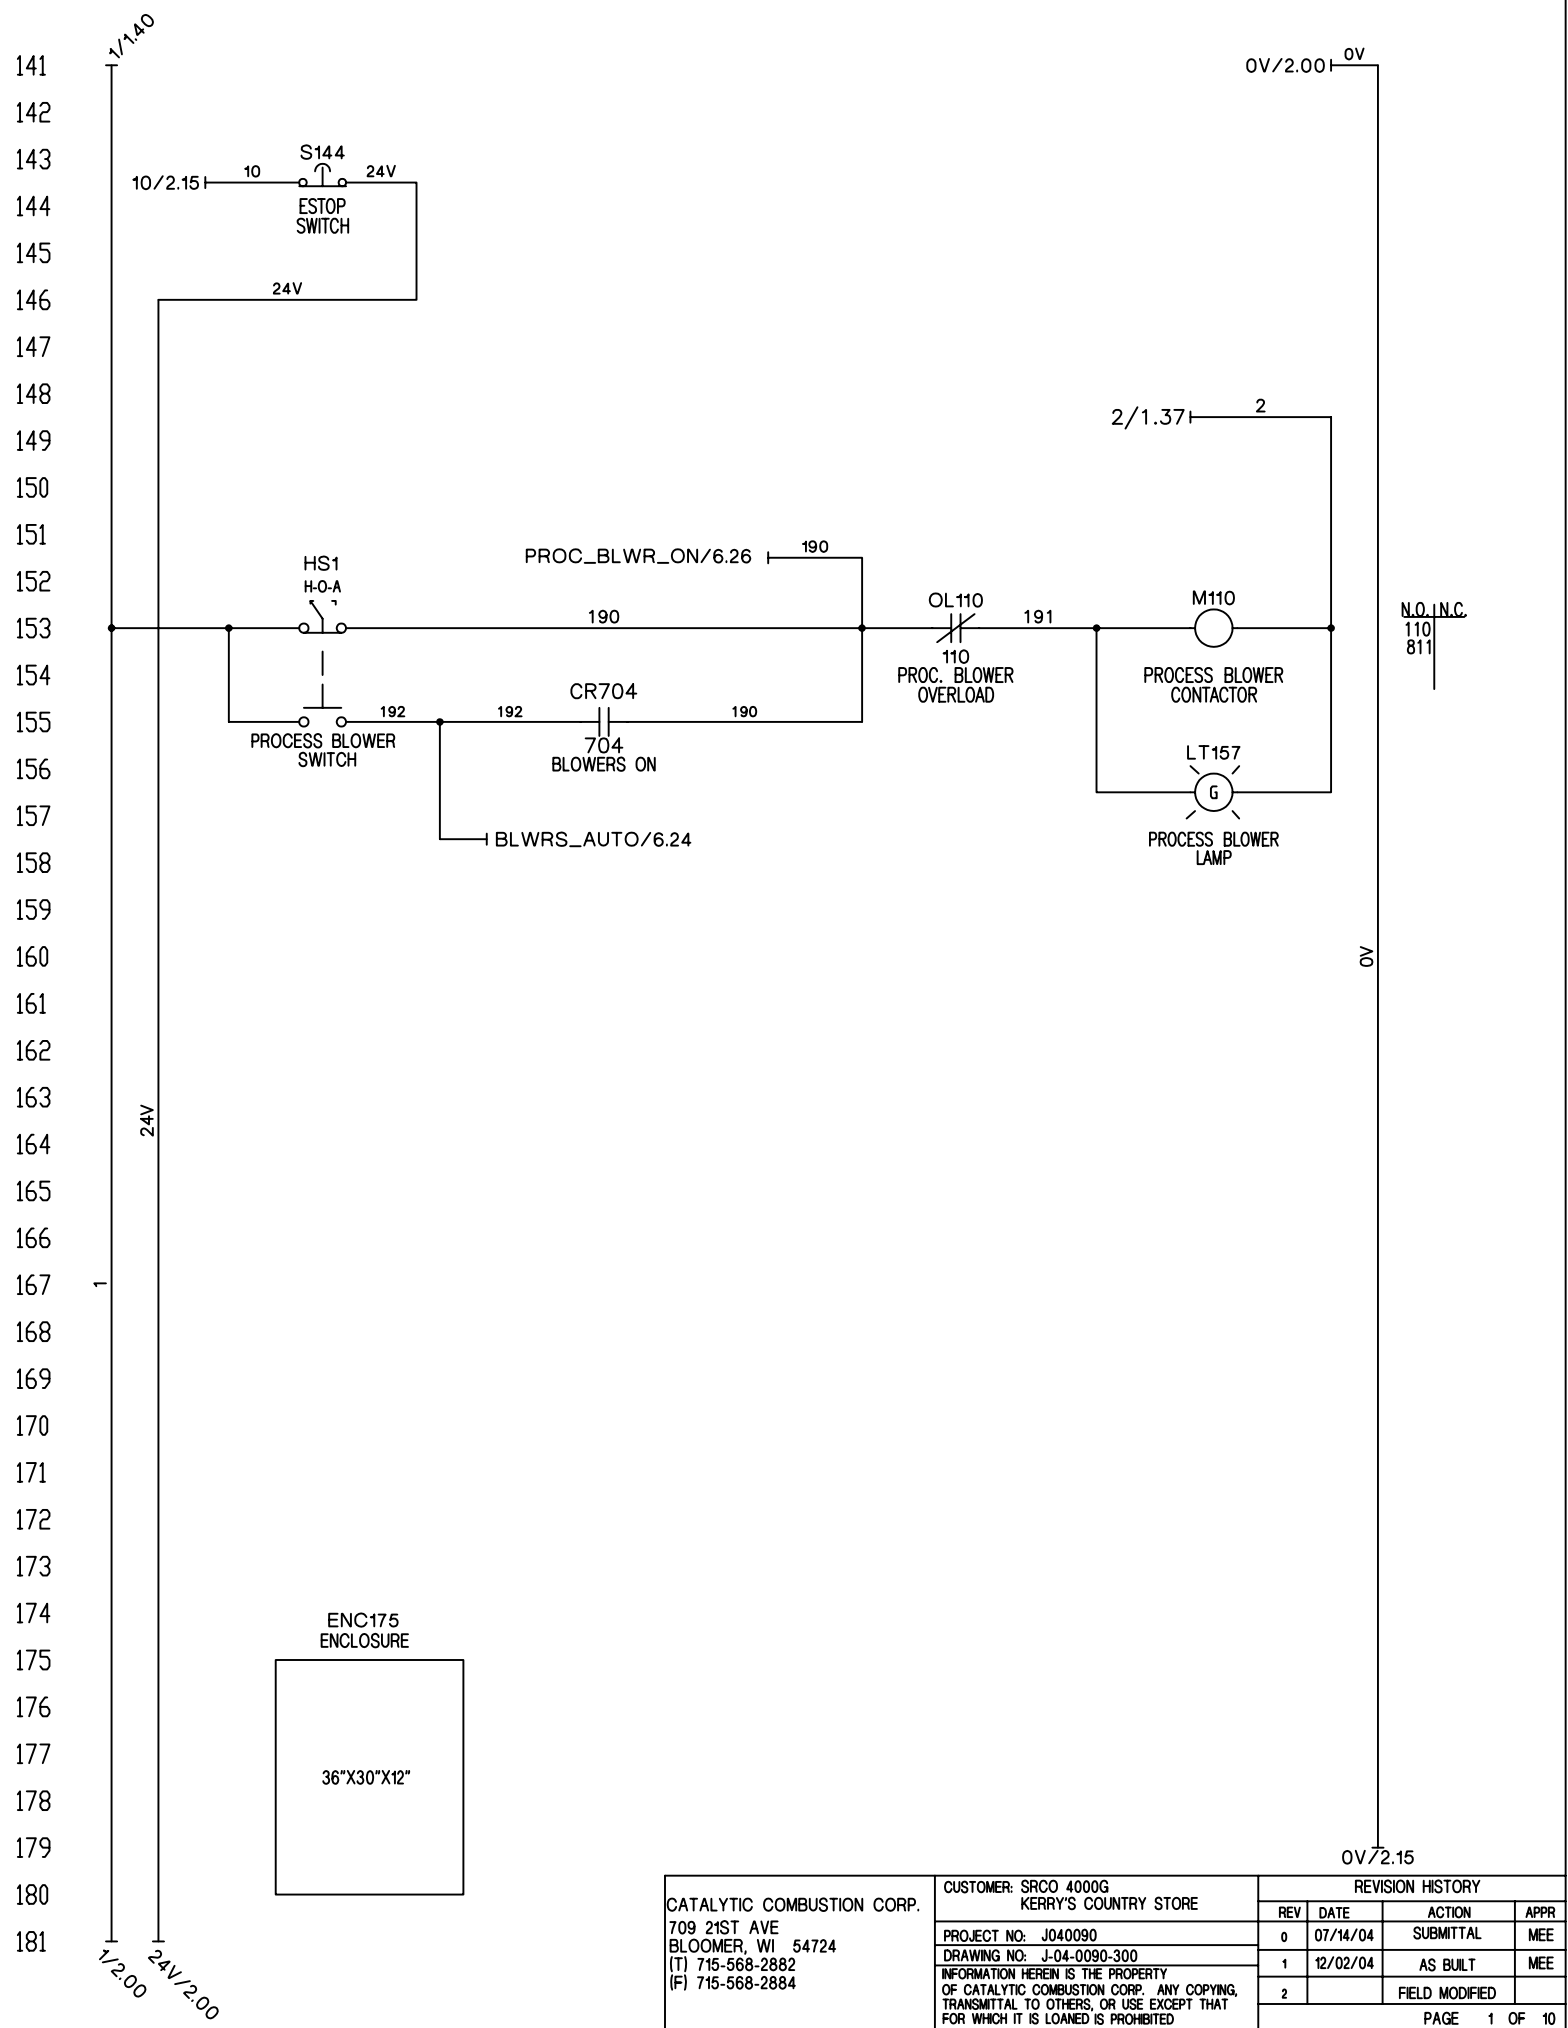 1/1.40
141
0V/2.00
0V
142
143
S144
10/2.15
10
24V
144
ESTOP
SWITCH
145
146
24V
147
148
2/1.37
2
149
150
151
PROC_BLWR_ON/6.26
190
152
HS1
H-O-A
153
190
OL110
191
M110
N.O. N.C.
110
811
110
154
PROC. BLOWER
OVERLOAD
PROCESS BLOWER
CONTACTOR
CR704
155
192
192
190
PROCESS BLOWER
SWITCH
704
BLOWERS ON
156
LT157
G
157
BLWRS_AUTO/6.24
PROCESS BLOWER
LAMP
158
159
160
0V
161
162
163
24V
164
165
166
167
1
168
169
170
171
172
173
174
ENC175
ENCLOSURE
175
176
177
36"X30"X12"
178
179
0V/2.15
180
181
1/2.00
24V/2.00
CATALYTIC COMBUSTION CORP.
709 21ST AVE
BLOOMER, WI 54724
(T) 715-568-2882
(F) 715-568-2884
CUSTOMER: SRCO 4000G
KERRY'S COUNTRY STORE
PROJECT NO: J040090
DRAWING NO: J-04-0090-300
INFORMATION HEREIN IS THE PROPERTY
OF CATALYTIC COMBUSTION CORP. ANY COPYING,
TRANSMITTAL TO OTHERS, OR USE EXCEPT THAT
FOR WHICH IT IS LOANED IS PROHIBITED
REVISION HISTORY
REV DATE ACTION APPR
0 07/14/04 SUBMITTAL MEE
1 12/02/04 AS BUILT MEE
2 FIELD MODIFIED
PAGE 1 OF 10